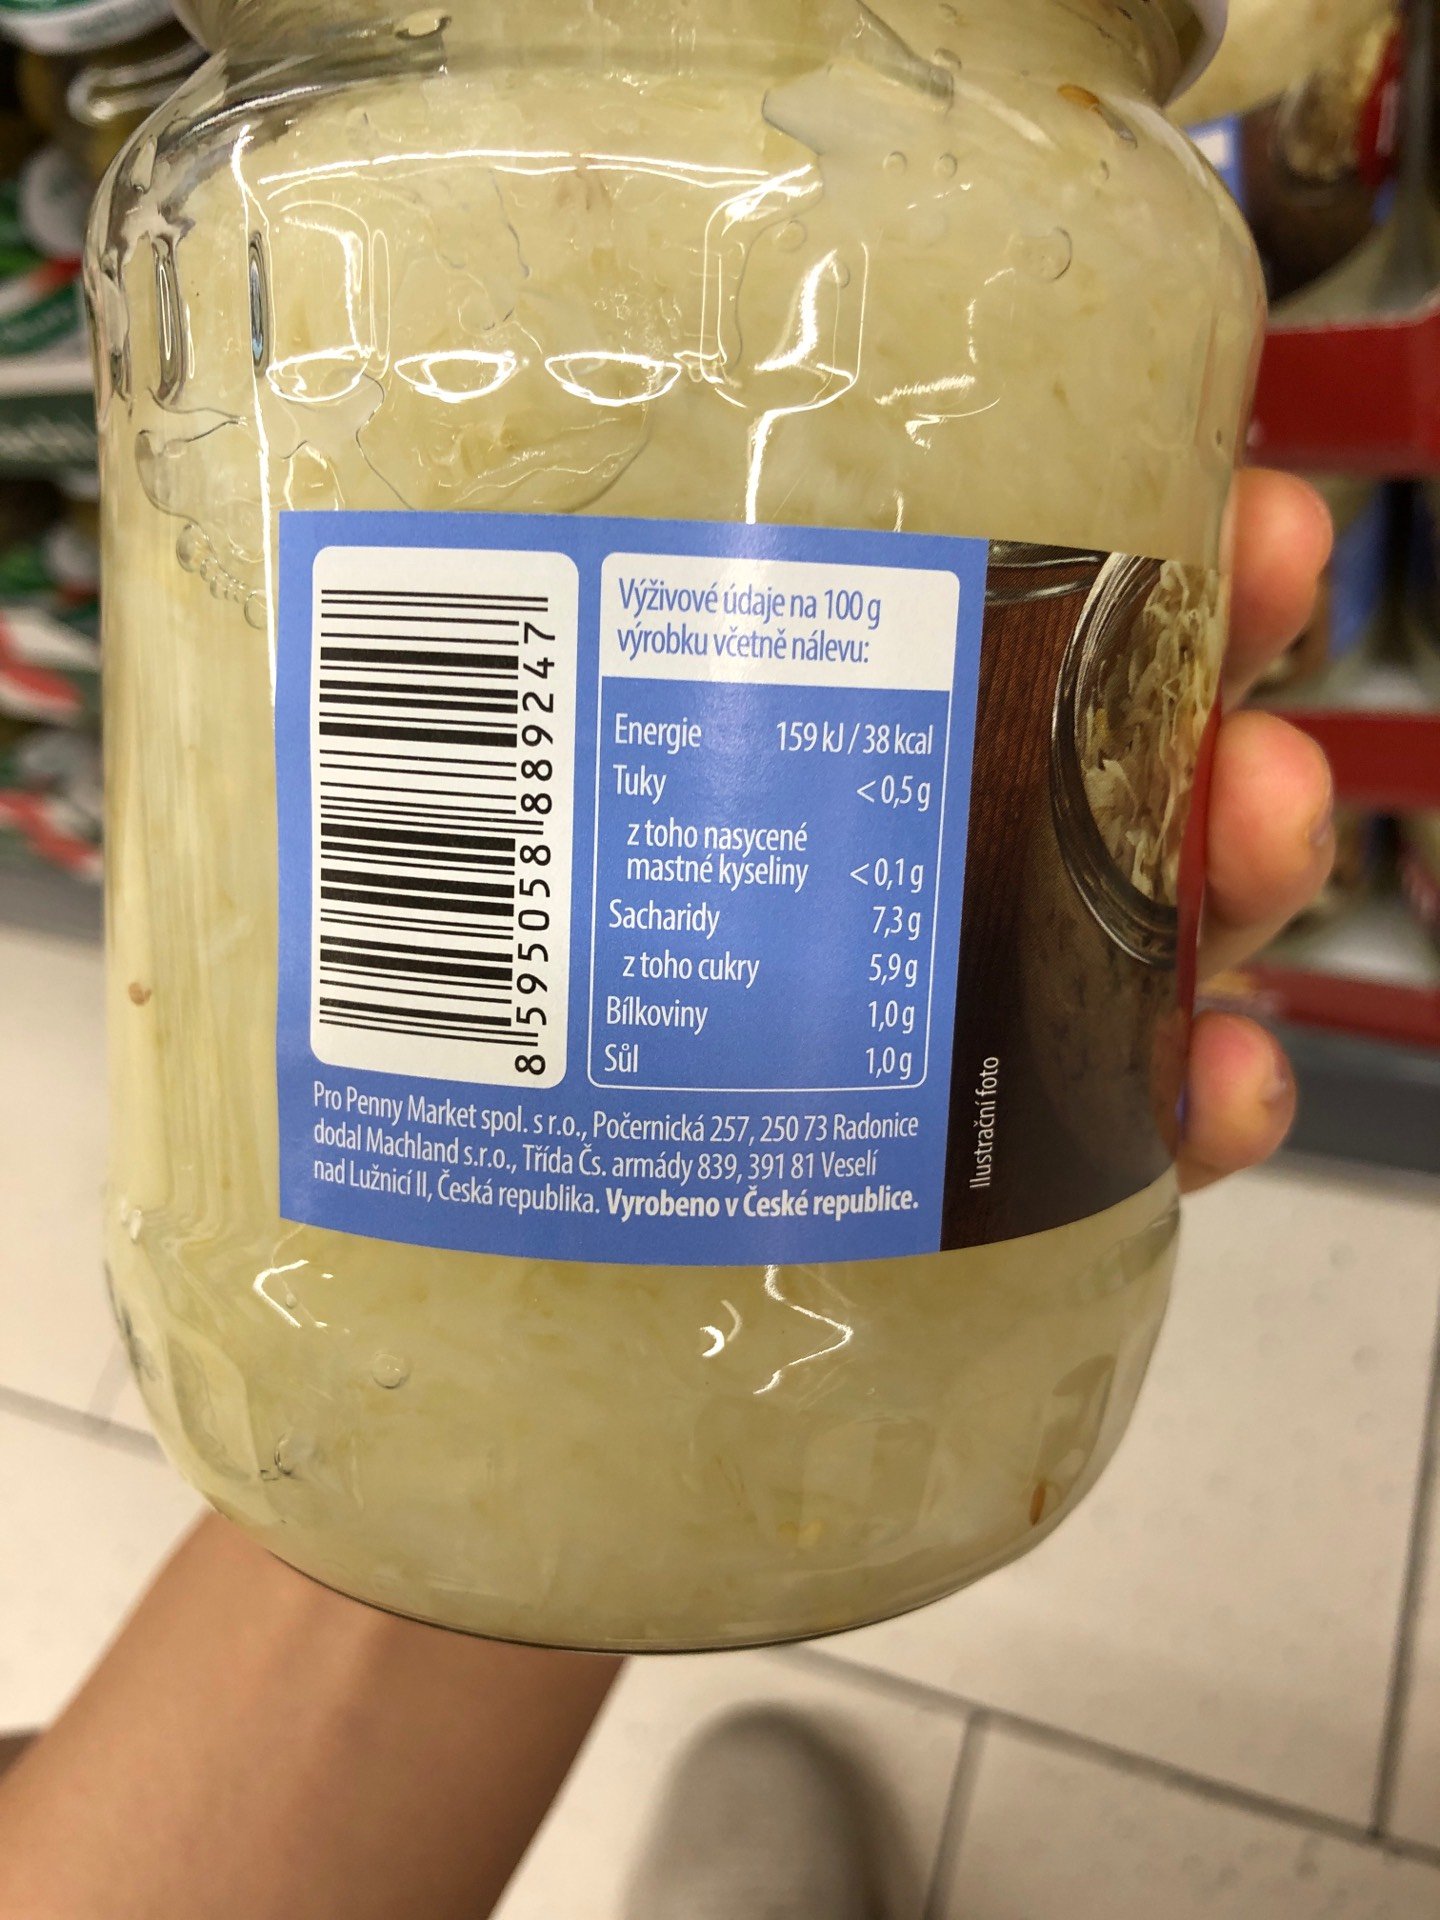 8 595058 889247
Výživové údaje na 100 g
výrobku včetně nálevu:
Energie 159 kJ / 38 kcal
Tuky <0,5 g
z toho nasycené
mastné kyseliny <0,1 g
Sacharidy 7,3 g
z toho cukry 5,9 g
Bílkoviny 1,0 g
Sůl 1,0 g
Pro Penny Market spol. s r.o., Počernická 257, 250 73 Radonice
dodal Machland s.r.o., Třída Čs. armády 839, 391 81 Veselí
nad Lužnicí II, Česká republika. Vyrobeno v České republice.
Ilustrační foto